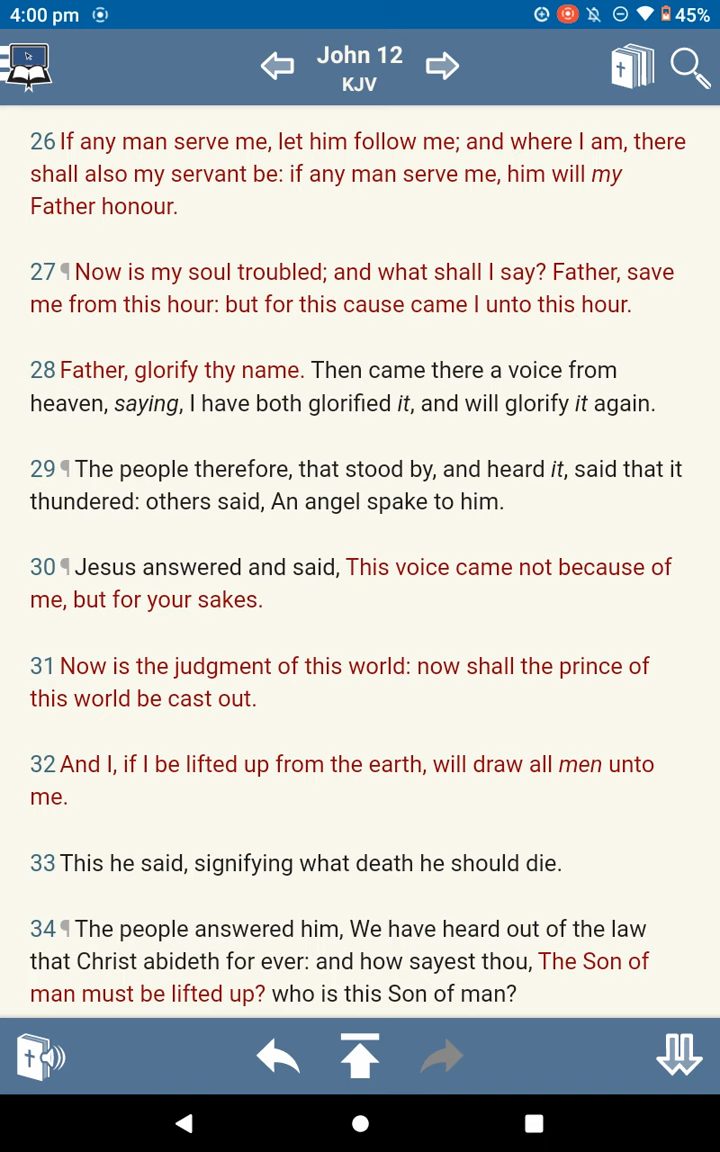 4:00 pm 45%
John 12
KJV
26 If any man serve me, let him follow me; and where I am, there
shall also my servant be: if any man serve me, him will my
Father honour.
27 ¶ Now is my soul troubled; and what shall I say? Father, save
me from this hour: but for this cause came I unto this hour.
28 Father, glorify thy name. Then came there a voice from
heaven, saying, I have both glorified it, and will glorify it again.
29 ¶ The people therefore, that stood by, and heard it, said that it
thundered: others said, An angel spake to him.
30 ¶ Jesus answered and said, This voice came not because of
me, but for your sakes.
31 Now is the judgment of this world: now shall the prince of
this world be cast out.
32 And I, if I be lifted up from the earth, will draw all men unto
me.
33 This he said, signifying what death he should die.
34 ¶ The people answered him, We have heard out of the law
that Christ abideth for ever: and how sayest thou, The Son of
man must be lifted up? who is this Son of man?